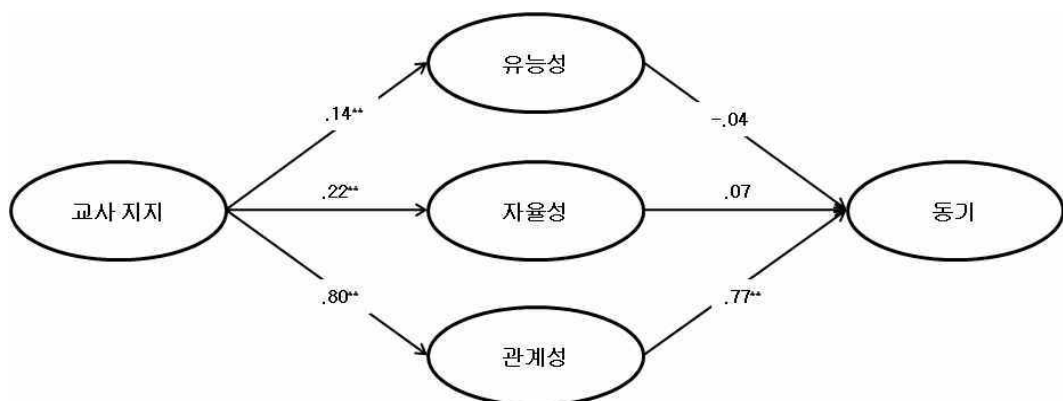 유능성
.14**
-.04
교사 지지
.22**
자율성
.07
동기
.80**
.77**
관계성